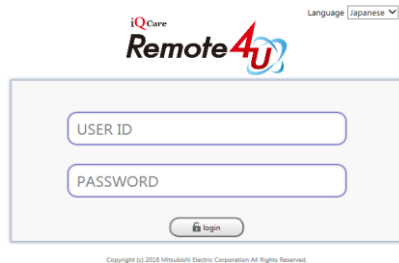 Language Japanese
iQ Care
Remote4U
USER ID
PASSWORD
login
Copyright (c) 2018 Mitsubishi Electric Corporation All Rights Reserved.